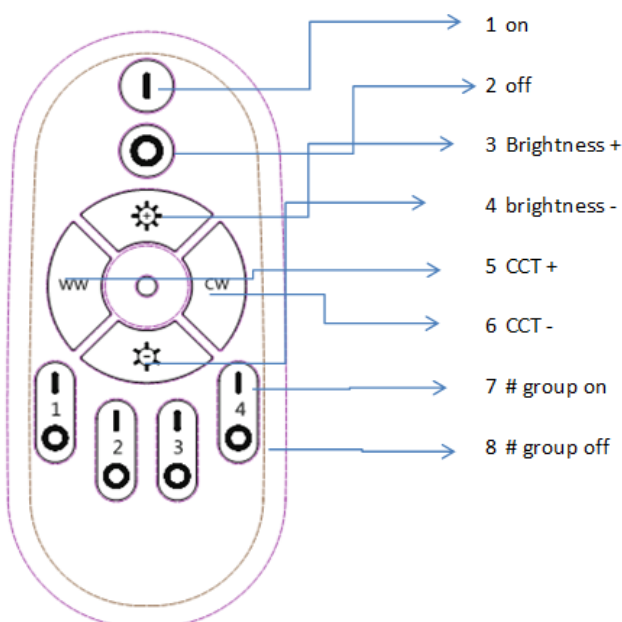 1 on
2 off
3 Brightness +
4 brightness -
WW
CW
5 CCT +
6 CCT -
1
2
3
4
7 # group on
8 # group off